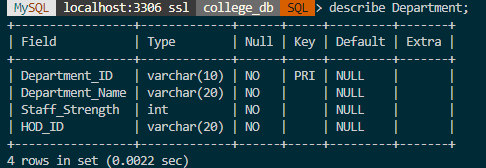 MySQL localhost:3306 ssl college_db SQL > describe Department;
+-----------------+-------------+------+-----+---------+-------+
| Field           | Type        | Null | Key | Default | Extra |
+-----------------+-------------+------+-----+---------+-------+
| Department_ID   | varchar(10) | NO   | PRI | NULL    |       |
| Department_Name | varchar(20) | NO   |     | NULL    |       |
| Staff_Strength  | int         | NO   |     | NULL    |       |
| HOD_ID          | varchar(20) | NO   |     | NULL    |       |
+-----------------+-------------+------+-----+---------+-------+
4 rows in set (0.0022 sec)